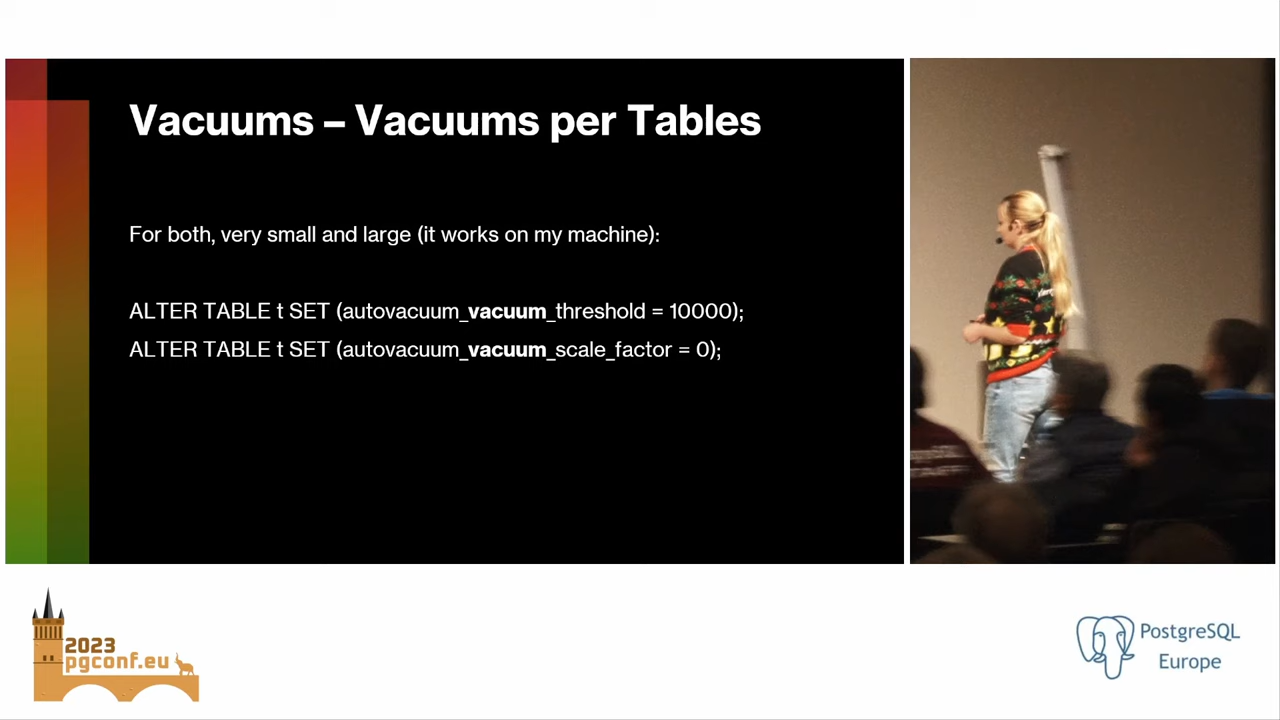 Vacuums – Vacuums per Tables
For both, very small and large (it works on my machine):
ALTER TABLE t SET (autovacuum_vacuum_threshold = 10000);
ALTER TABLE t SET (autovacuum_vacuum_scale_factor = 0);
2023
pgconf.eu
PostgreSQL
Europe